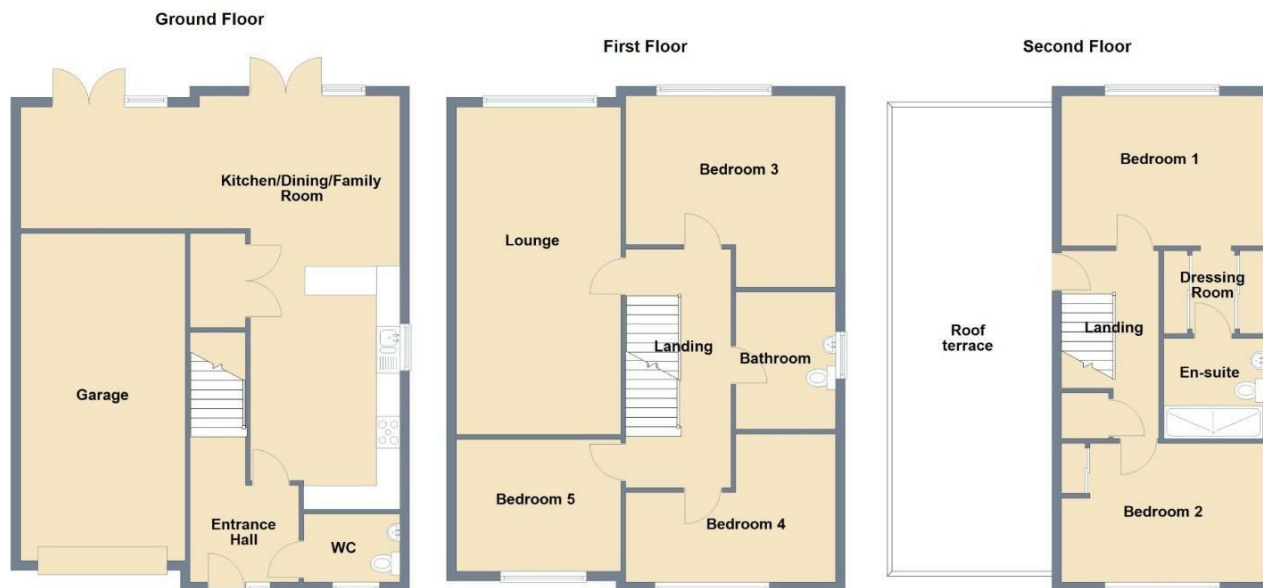 Ground Floor
Kitchen/Dining/Family
Room
Garage
Entrance
Hall
WC
First Floor
Bedroom 3
Lounge
Landing
Bathroom
Bedroom 5
Bedroom 4
Second Floor
Bedroom 1
Dressing
Room
Roof
terrace
Landing
En-suite
Bedroom 2